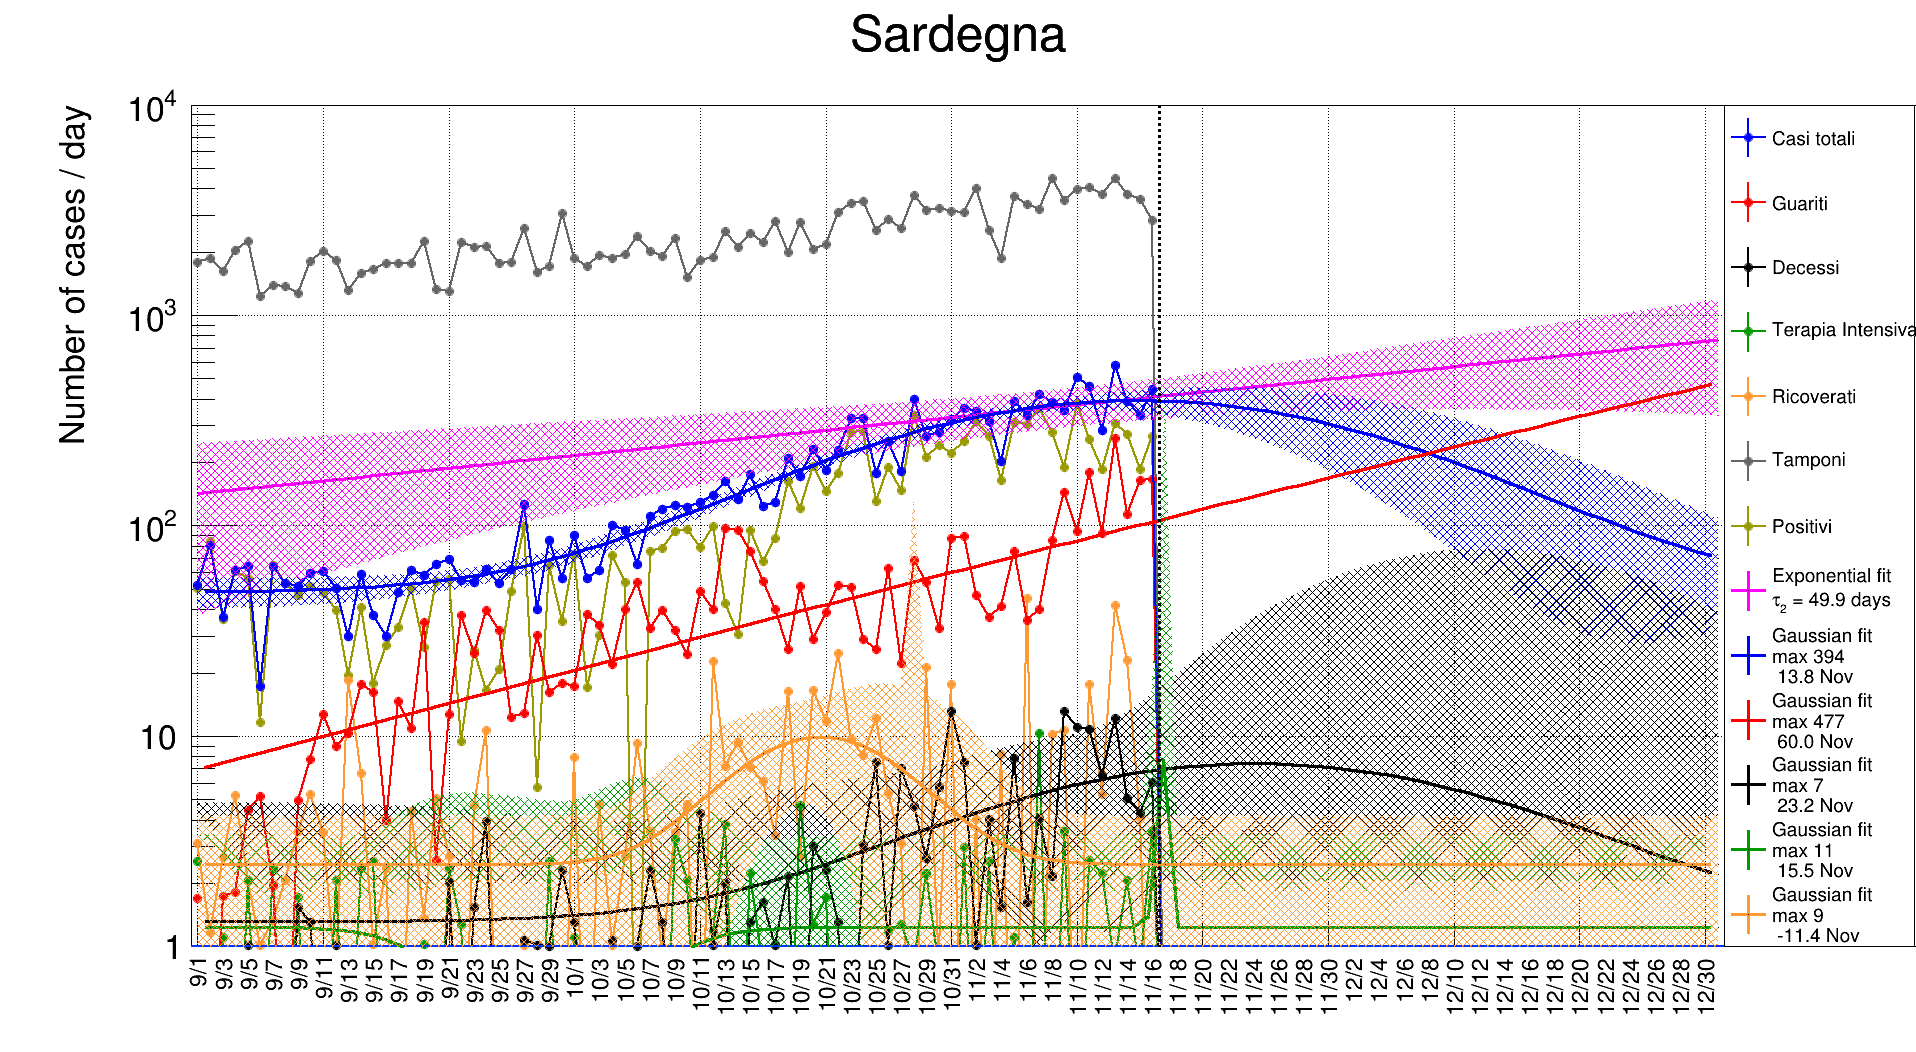 Sardegna
Number of cases / day
10^4
10^3
10^2
10
1
9/1 9/3 9/5 9/7 9/9 9/11 9/13 9/15 9/17 9/19 9/21 9/23 9/25 9/27 9/29 10/1 10/3 10/5 10/7 10/9 10/11 10/13 10/15 10/17 10/19 10/21 10/23 10/25 10/27 10/29 10/31 11/2 11/4 11/6 11/8 11/10 11/12 11/14 11/16 11/18 11/20 11/22 11/24 11/26 11/28 11/30 12/2 12/4 12/6 12/8 12/10 12/12 12/14 12/16 12/18 12/20 12/22 12/24 12/26 12/28 12/30
Casi totali
Guariti
Decessi
Terapia Intensiva
Ricoverati
Tamponi
Positivi
Exponential fit
τ₂ = 49.9 days
Gaussian fit
max 394
13.8 Nov
Gaussian fit
max 477
60.0 Nov
Gaussian fit
max 7
23.2 Nov
Gaussian fit
max 11
15.5 Nov
Gaussian fit
max 9
-11.4 Nov